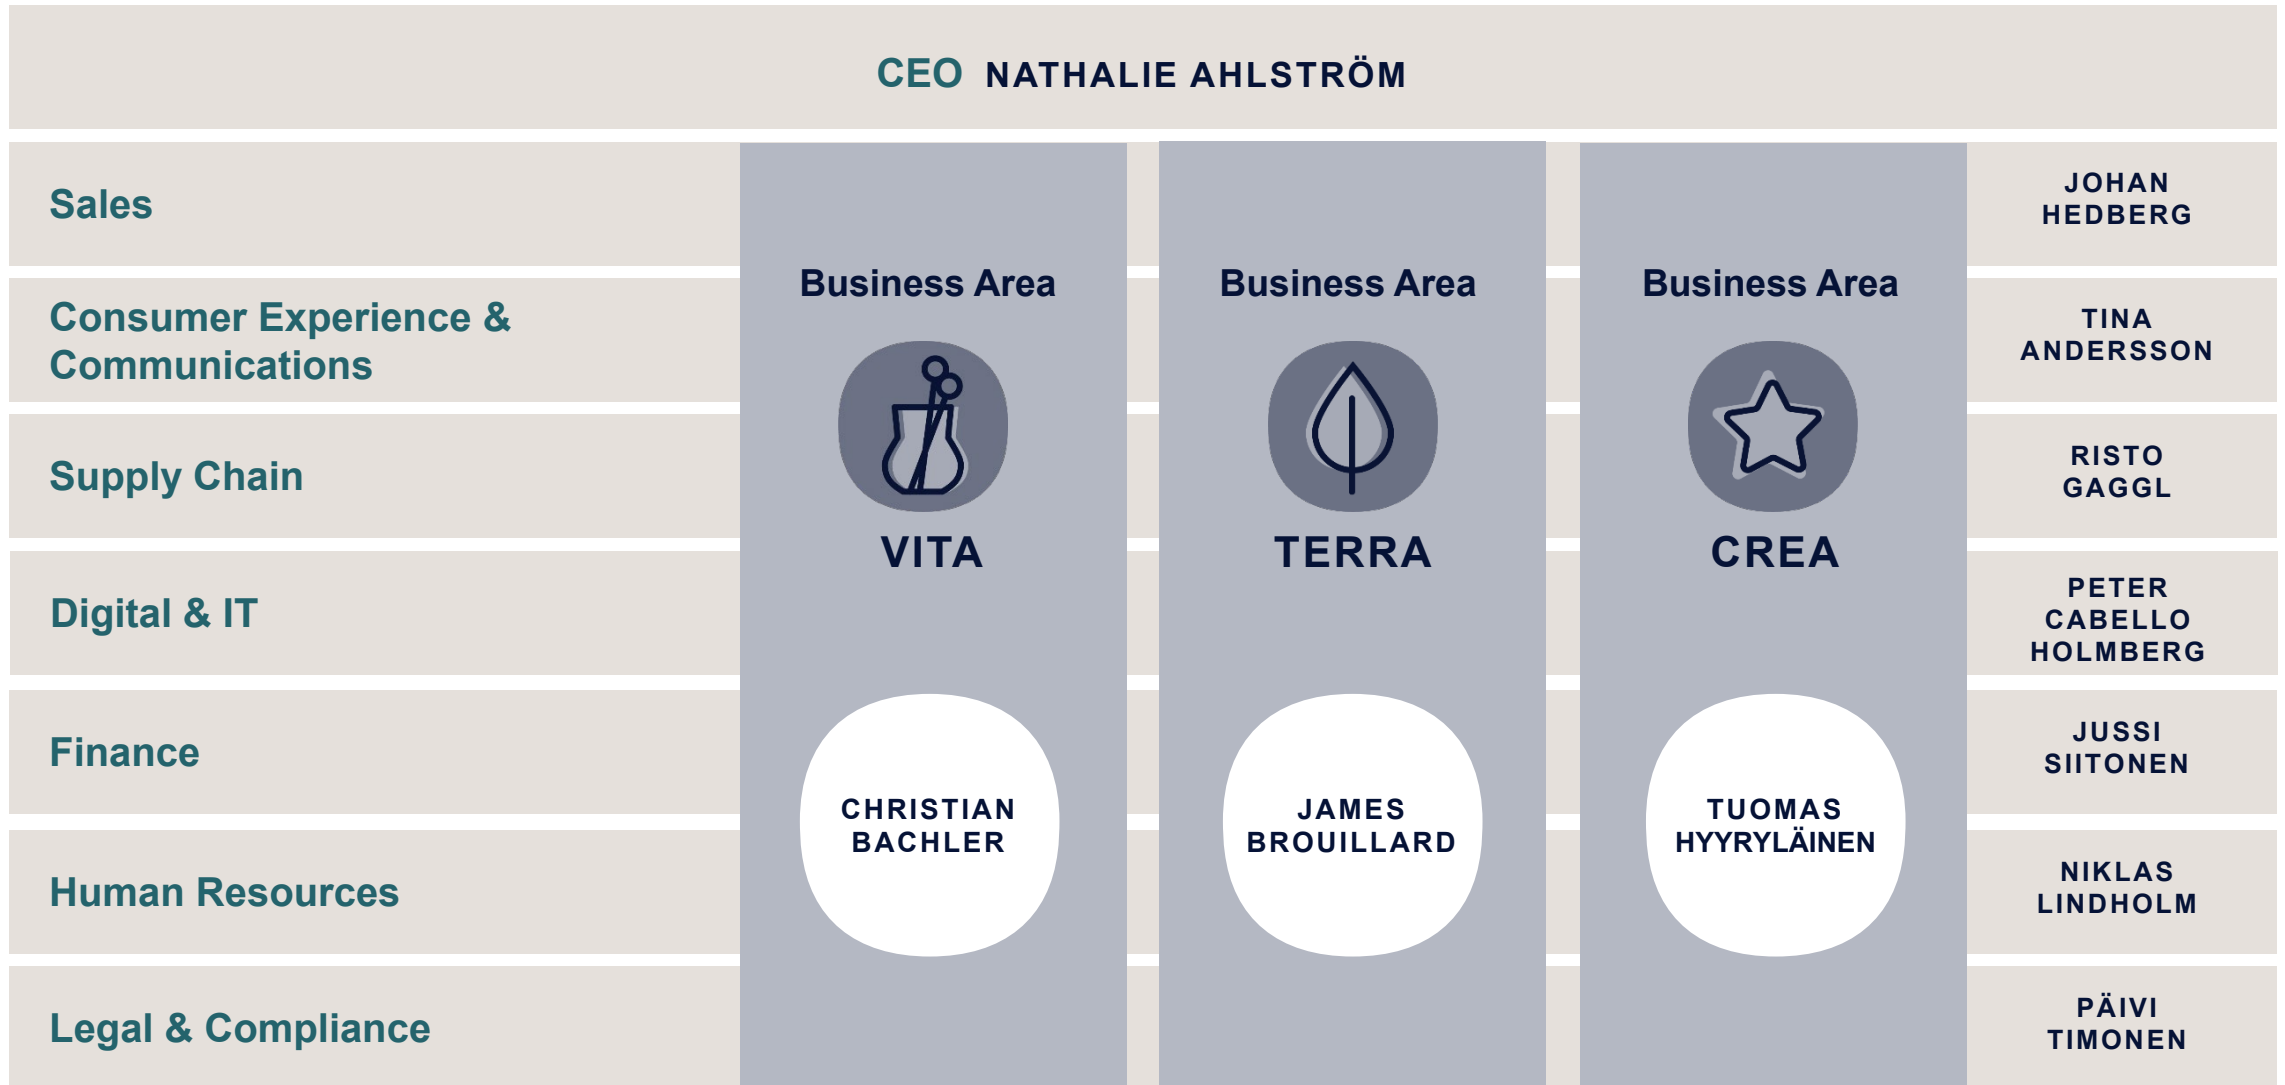 CEO NATHALIE AHLSTRÖM
Sales
JOHAN
HEDBERG
Business Area
Business Area
Business Area
Consumer Experience &
Communications
TINA
ANDERSSON
Supply Chain
RISTO
GAGGL
VITA
TERRA
CREA
Digital & IT
PETER
CABELLO
HOLMBERG
Finance
JUSSI
SIITONEN
CHRISTIAN
BACHLER
JAMES
BROUILLARD
TUOMAS
HYYRYLÄINEN
Human Resources
NIKLAS
LINDHOLM
Legal & Compliance
PÄIVI
TIMONEN